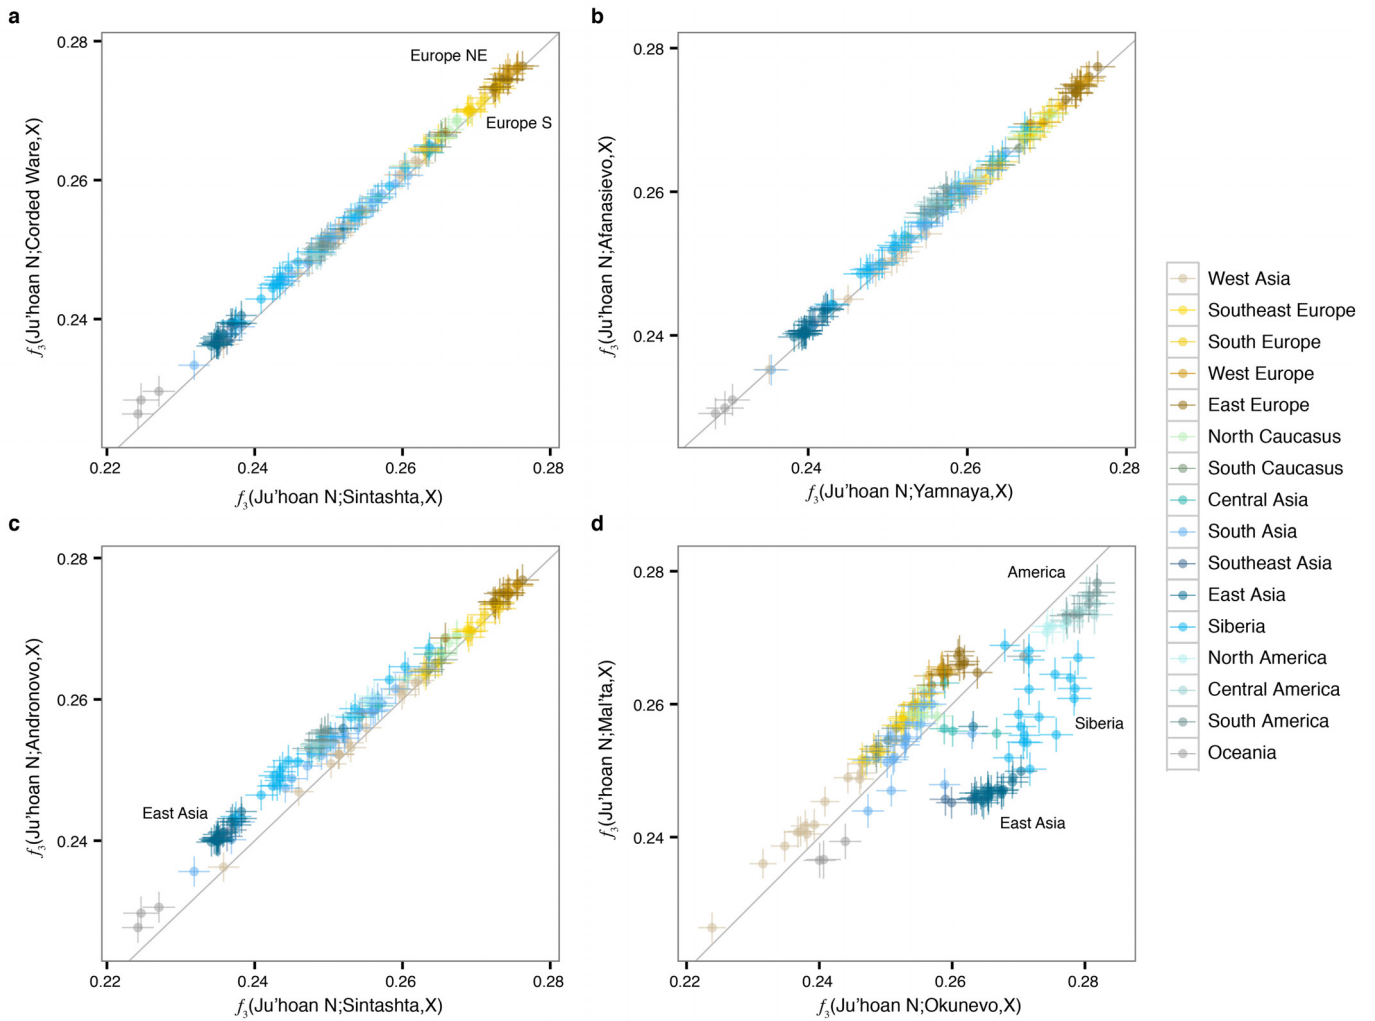 a
0.28
0.26
0.24
0.22
0.24
0.26
0.28
Europe NE
Europe S
f3(Ju'hoan N;Corded Ware,X)
f3(Ju'hoan N;Sintashta,X)
b
0.28
0.26
0.24
0.24
0.26
0.28
f3(Ju'hoan N;Afanasievo,X)
f3(Ju'hoan N;Yamnaya,X)
c
0.28
0.26
0.24
0.22
0.24
0.26
0.28
East Asia
f3(Ju'hoan N;Andronovo,X)
f3(Ju'hoan N;Sintashta,X)
d
0.28
0.26
0.24
0.22
0.24
0.26
0.28
America
Siberia
East Asia
f3(Ju'hoan N;Mal'ta,X)
f3(Ju'hoan N;Okunevo,X)
West Asia
Southeast Europe
South Europe
West Europe
East Europe
North Caucasus
South Caucasus
Central Asia
South Asia
Southeast Asia
East Asia
Siberia
North America
Central America
South America
Oceania